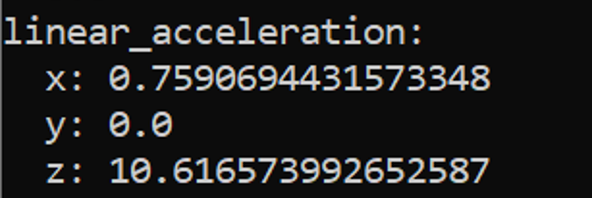 linear_acceleration:
  x: 0.7590694431573348
  y: 0.0
  z: 10.616573992652587